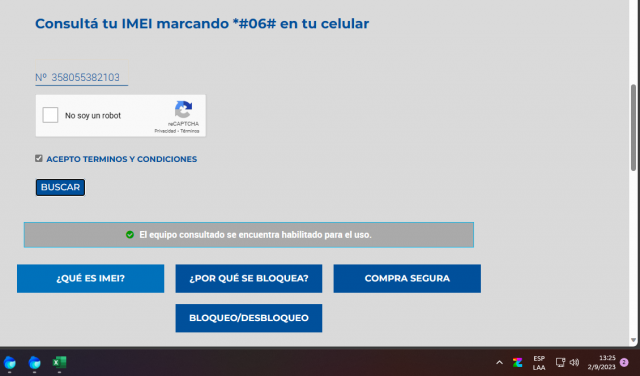 Consultá tu IMEI marcando *#06# en tu celular
Nº 358055382103
No soy un robot
reCAPTCHA
Privacidad • Términos
ACEPTO TERMINOS Y CONDICIONES
BUSCAR
El equipo consultado se encuentra habilitado para el uso.
¿QUÉ ES IMEI? ¿POR QUÉ SE BLOQUEA? COMPRA SEGURA
BLOQUEO/DESBLOQUEO
ESP 13:25
LAA 2/9/2023 2